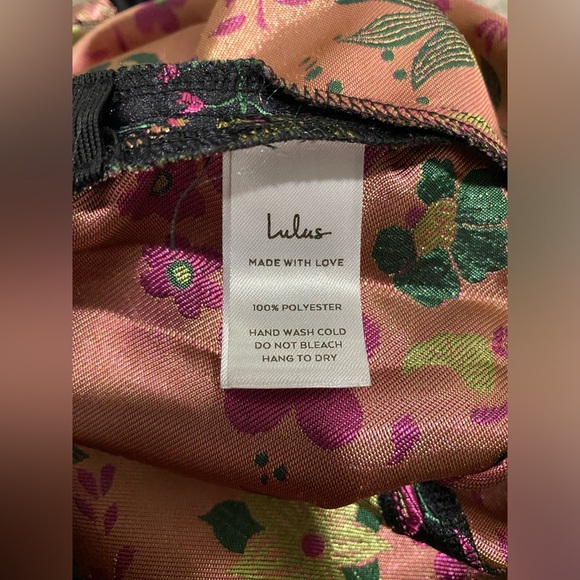 Lulus
MADE WITH LOVE
100% POLYESTER
HAND WASH COLD
DO NOT BLEACH
HANG TO DRY